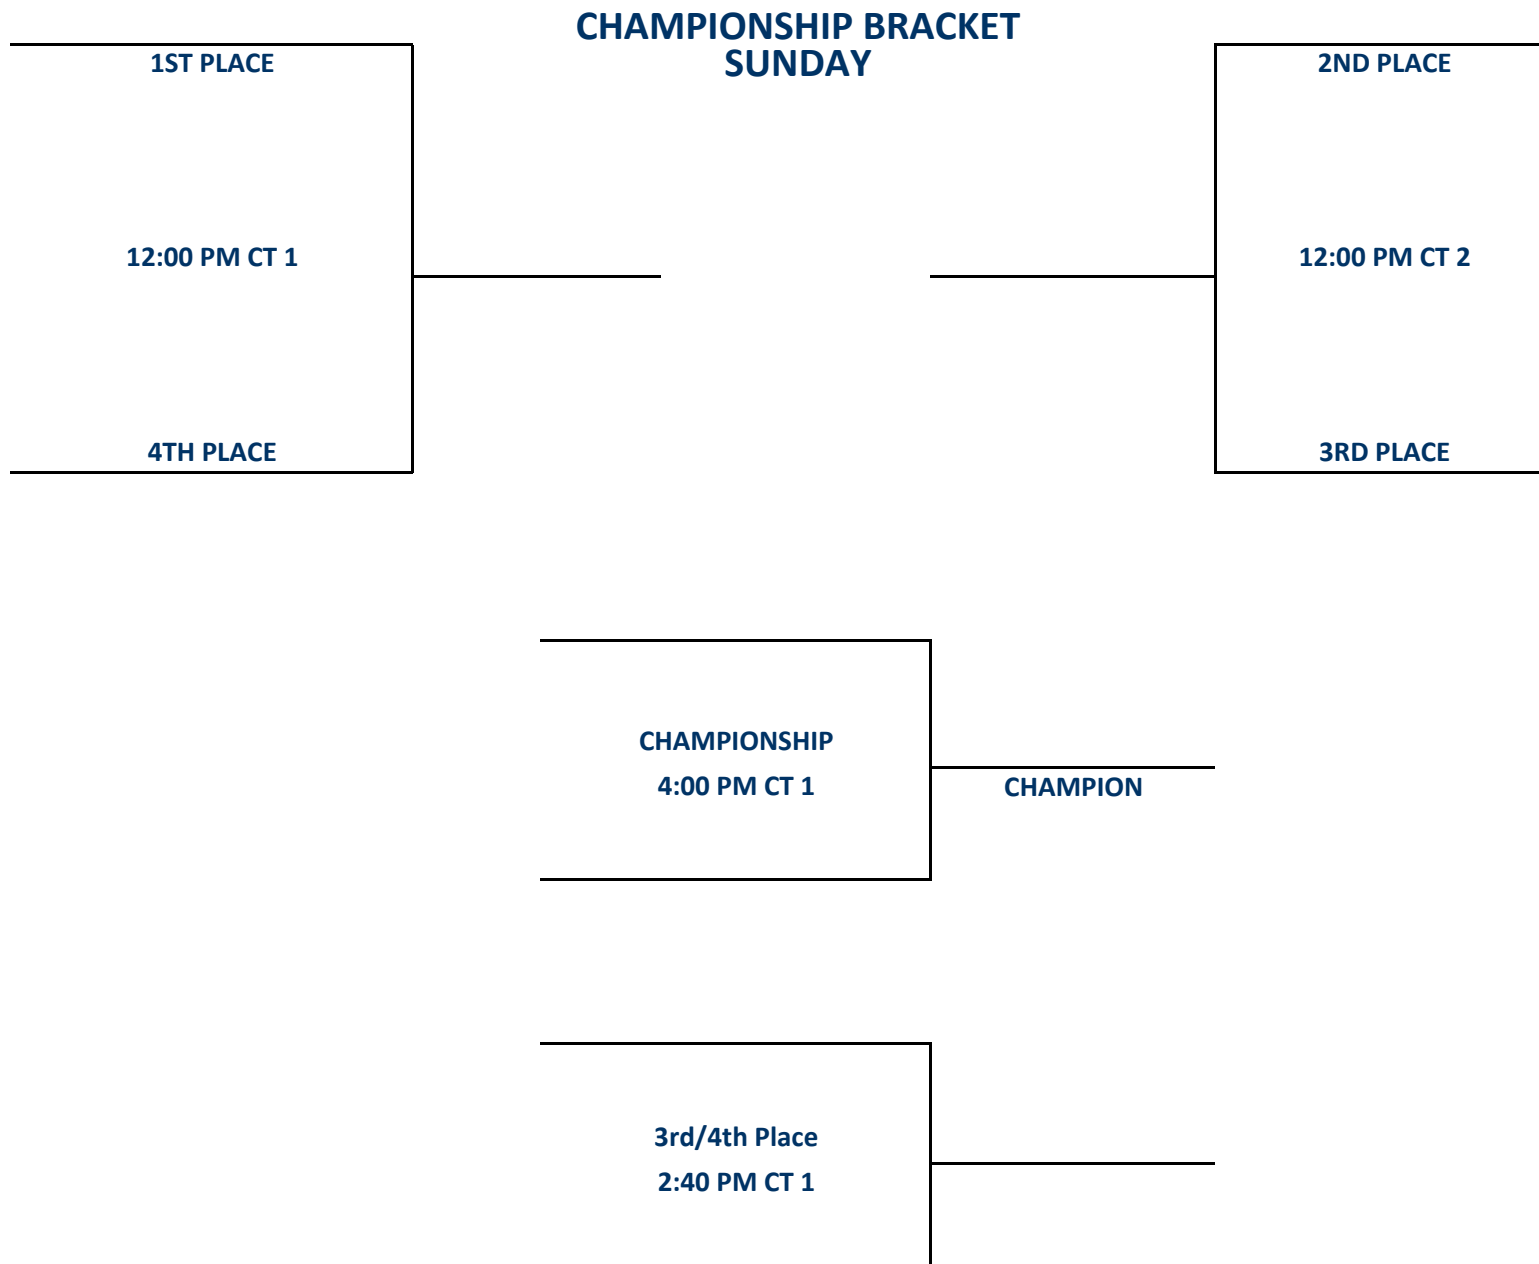 CHAMPIONSHIP BRACKET
SUNDAY
1ST PLACE
2ND PLACE
12:00 PM CT 1
12:00 PM CT 2
4TH PLACE
3RD PLACE
CHAMPIONSHIP
4:00 PM CT 1
CHAMPION
3rd/4th Place
2:40 PM CT 1